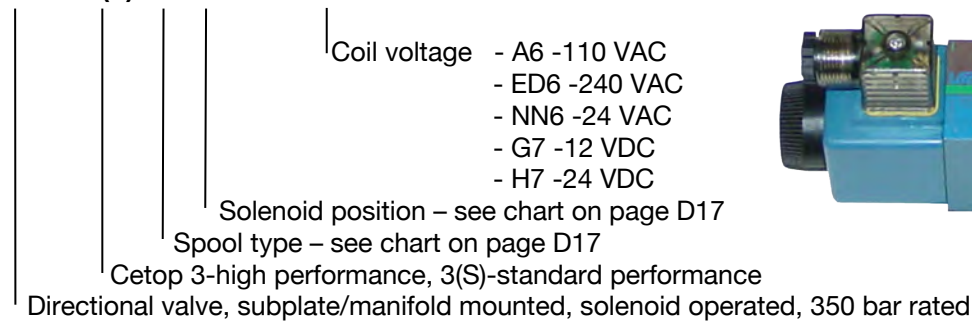 Coil voltage - A6 -110 VAC
- ED6 -240 VAC
- NN6 -24 VAC
- G7 -12 VDC
- H7 -24 VDC
Solenoid position – see chart on page D17
Spool type – see chart on page D17
Cetop 3-high performance, 3(S)-standard performance
Directional valve, subplate/manifold mounted, solenoid operated, 350 bar rated